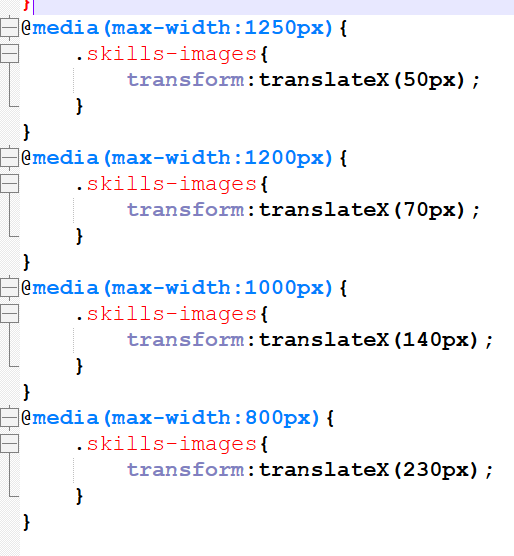 }
@media(max-width:1250px){
    .skills-images{
        transform:translateX(50px);
    }
}
@media(max-width:1200px){
    .skills-images{
        transform:translateX(70px);
    }
}
@media(max-width:1000px){
    .skills-images{
        transform:translateX(140px);
    }
}
@media(max-width:800px){
    .skills-images{
        transform:translateX(230px);
    }
}